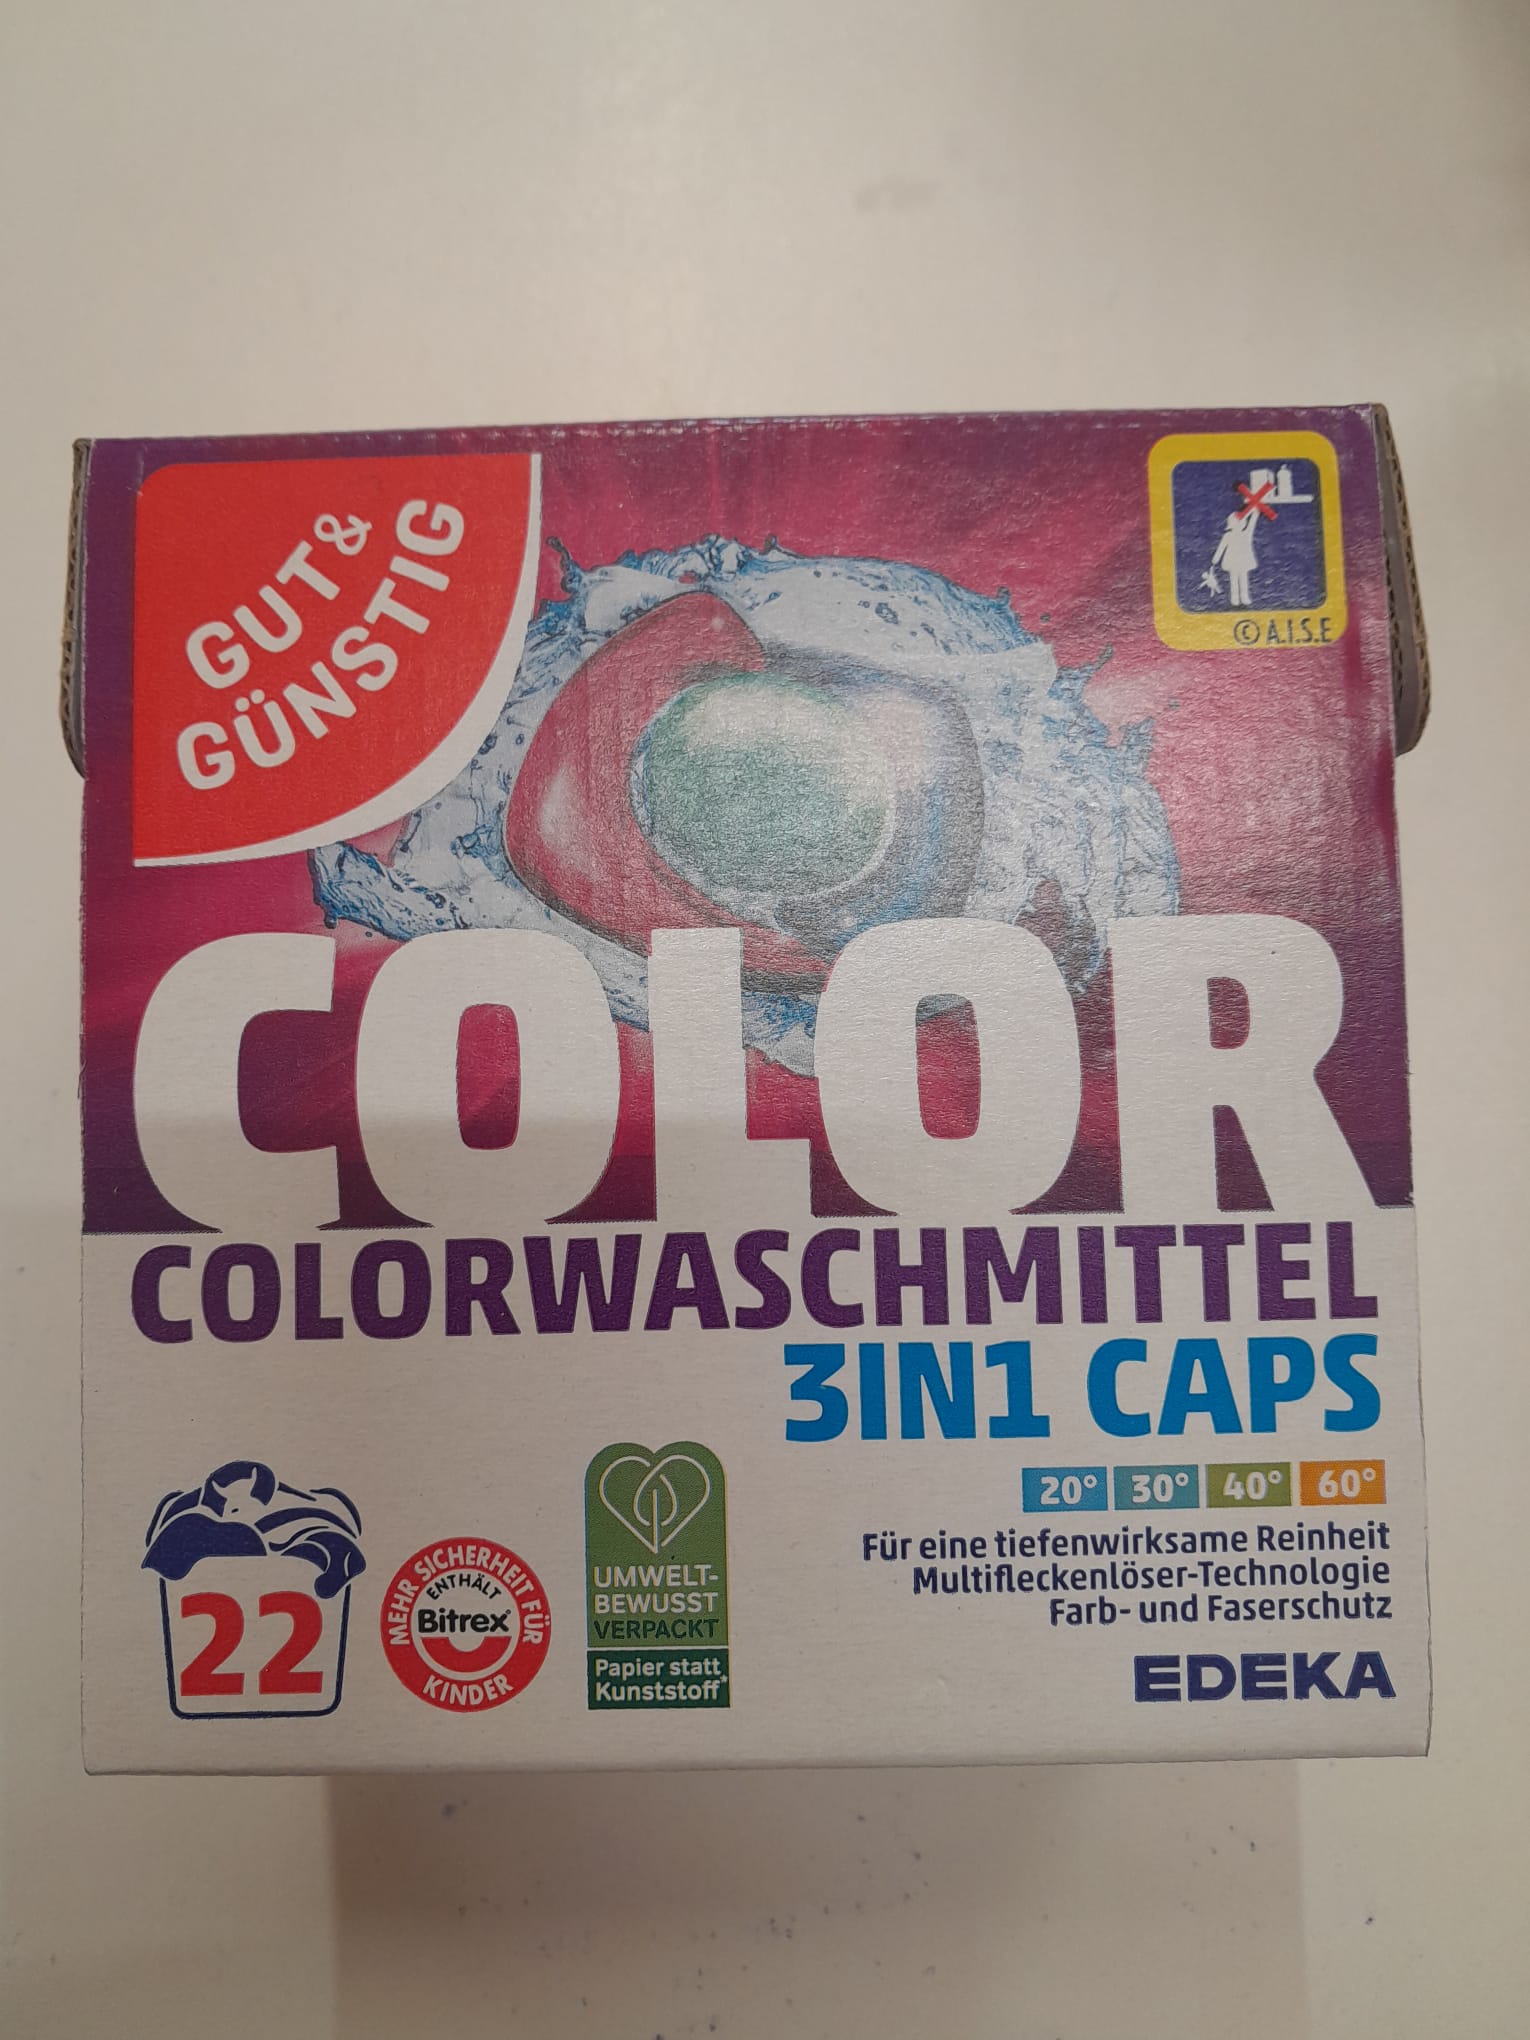 GUT &
GÜNSTIG
© A.I.S.E
COLOR
COLORWASCHMITTEL
3IN1 CAPS
20° 30° 40° 60°
Für eine tiefenwirksame Reinheit
Multifleckenlöser-Technologie
Farb- und Faserschutz
EDEKA
22
MEHR SICHERHEIT FÜR
ENTHÄLT
Bitrex®
KINDER
UMWELT-
BEWUSST
VERPACKT
Papier statt
Kunststoff*